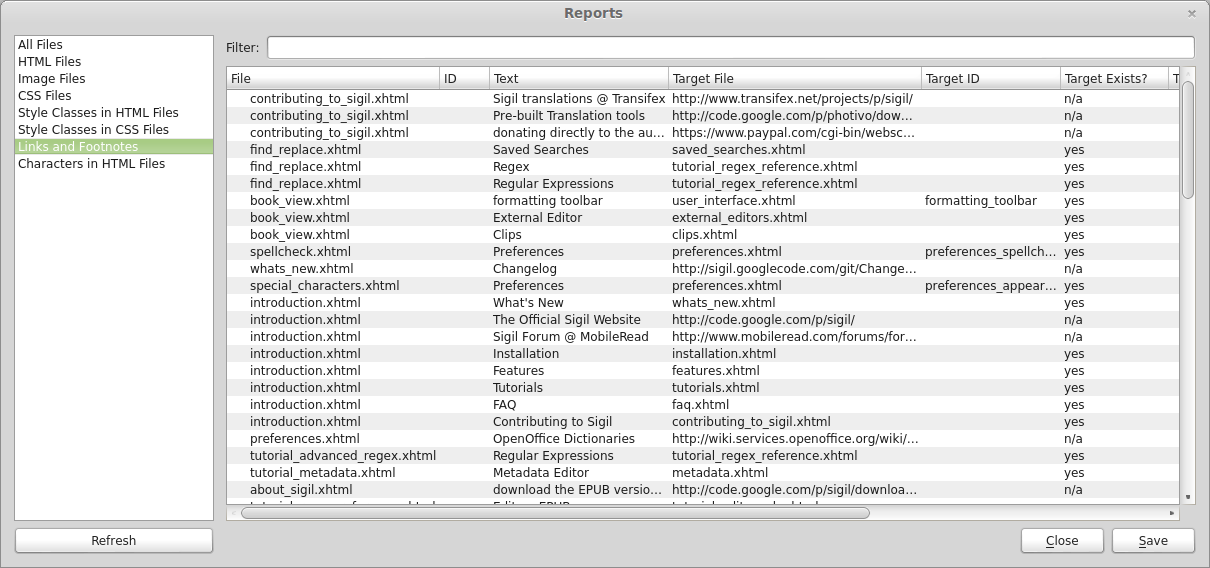 Reports
All Files
HTML Files
Image Files
CSS Files
Style Classes in HTML Files
Style Classes in CSS Files
Links and Footnotes
Characters in HTML Files
Filter:
File ID Text Target File Target ID Target Exists? T
contributing_to_sigil.xhtml Sigil translations @ Transifex http://www.transifex.net/projects/p/sigil/ n/a
contributing_to_sigil.xhtml Pre-built Translation tools http://code.google.com/p/photivo/dow... n/a
contributing_to_sigil.xhtml donating directly to the au... https://www.paypal.com/cgi-bin/websc... n/a
find_replace.xhtml Saved Searches saved_searches.xhtml yes
find_replace.xhtml Regex tutorial_regex_reference.xhtml yes
find_replace.xhtml Regular Expressions tutorial_regex_reference.xhtml yes
book_view.xhtml formatting toolbar user_interface.xhtml formatting_toolbar yes
book_view.xhtml External Editor external_editors.xhtml yes
book_view.xhtml Clips clips.xhtml yes
spellcheck.xhtml Preferences preferences.xhtml preferences_spellch... yes
whats_new.xhtml Changelog http://sigil.googlecode.com/git/Change... n/a
special_characters.xhtml Preferences preferences.xhtml preferences_appear... yes
introduction.xhtml What's New whats_new.xhtml yes
introduction.xhtml The Official Sigil Website http://code.google.com/p/sigil/ n/a
introduction.xhtml Sigil Forum @ MobileRead http://www.mobileread.com/forums/for... n/a
introduction.xhtml Installation installation.xhtml yes
introduction.xhtml Features features.xhtml yes
introduction.xhtml Tutorials tutorials.xhtml yes
introduction.xhtml FAQ faq.xhtml yes
introduction.xhtml Contributing to Sigil contributing_to_sigil.xhtml yes
preferences.xhtml OpenOffice Dictionaries http://wiki.services.openoffice.org/wiki/... n/a
tutorial_advanced_regex.xhtml Regular Expressions tutorial_regex_reference.xhtml yes
tutorial_metadata.xhtml Metadata Editor metadata.xhtml yes
about_sigil.xhtml download the EPUB versio... http://code.google.com/p/sigil/downloa... n/a
Refresh
Close
Save